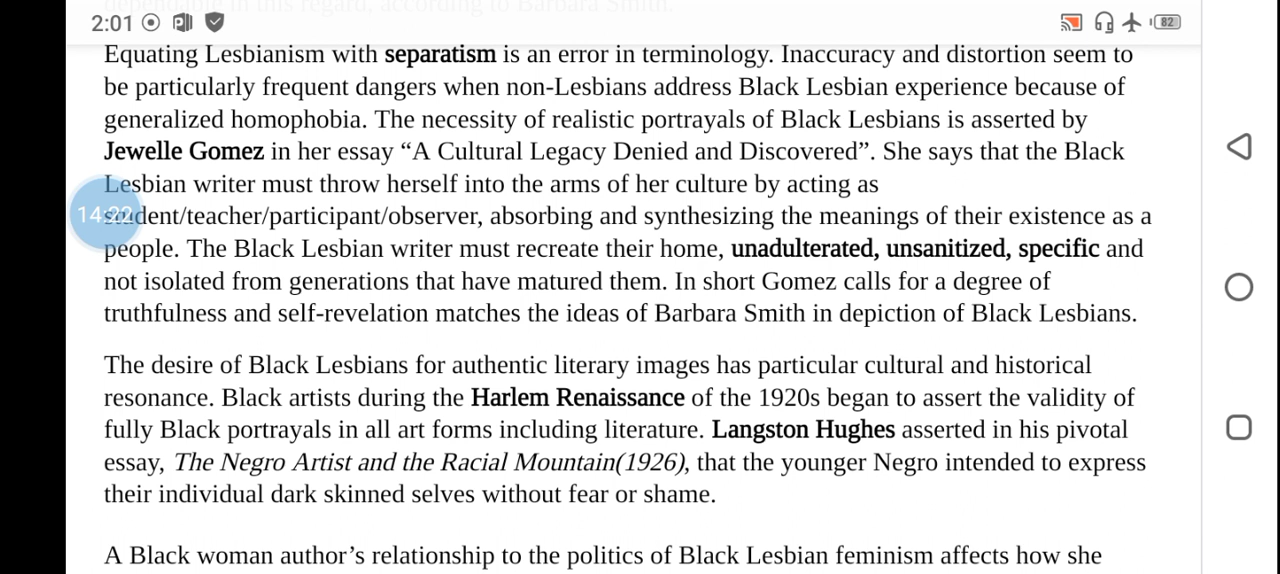 dependable in this regard, according to Barbara Smith.
2:01
82
Equating Lesbianism with separatism is an error in terminology. Inaccuracy and distortion seem to
be particularly frequent dangers when non-Lesbians address Black Lesbian experience because of
generalized homophobia. The necessity of realistic portrayals of Black Lesbians is asserted by
Jewelle Gomez in her essay “A Cultural Legacy Denied and Discovered”. She says that the Black
Lesbian writer must throw herself into the arms of her culture by acting as
14:22
student/teacher/participant/observer, absorbing and synthesizing the meanings of their existence as a
people. The Black Lesbian writer must recreate their home, unadulterated, unsanitized, specific and
not isolated from generations that have matured them. In short Gomez calls for a degree of
truthfulness and self-revelation matches the ideas of Barbara Smith in depiction of Black Lesbians.
The desire of Black Lesbians for authentic literary images has particular cultural and historical
resonance. Black artists during the Harlem Renaissance of the 1920s began to assert the validity of
fully Black portrayals in all art forms including literature. Langston Hughes asserted in his pivotal
essay, The Negro Artist and the Racial Mountain(1926), that the younger Negro intended to express
their individual dark skinned selves without fear or shame.
A Black woman author’s relationship to the politics of Black Lesbian feminism affects how she